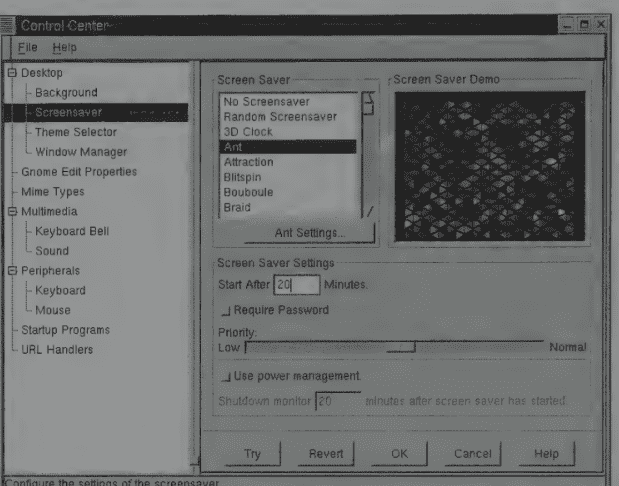 Control Center
File Help
Desktop
Background
Screensaver
Theme Selector
Window Manager
Gnome Edit Properties
Mime Types
Multimedia
Keyboard Bell
Sound
Peripherals
Keyboard
Mouse
Startup Programs
URL Handlers
Screen Saver
No Screensaver
Random Screensaver
3D Clock
Ant
Attraction
Blitspin
Bouboule
Braid
Ant Settings...
Screen Saver Demo
Screen Saver Settings
Start After 20 Minutes.
Require Password
Priority:
Low Normal
Use power management.
Shutdown monitor 20 minutes after screen saver has started.
Try Revert OK Cancel Help
Configure the settings of the screensaver